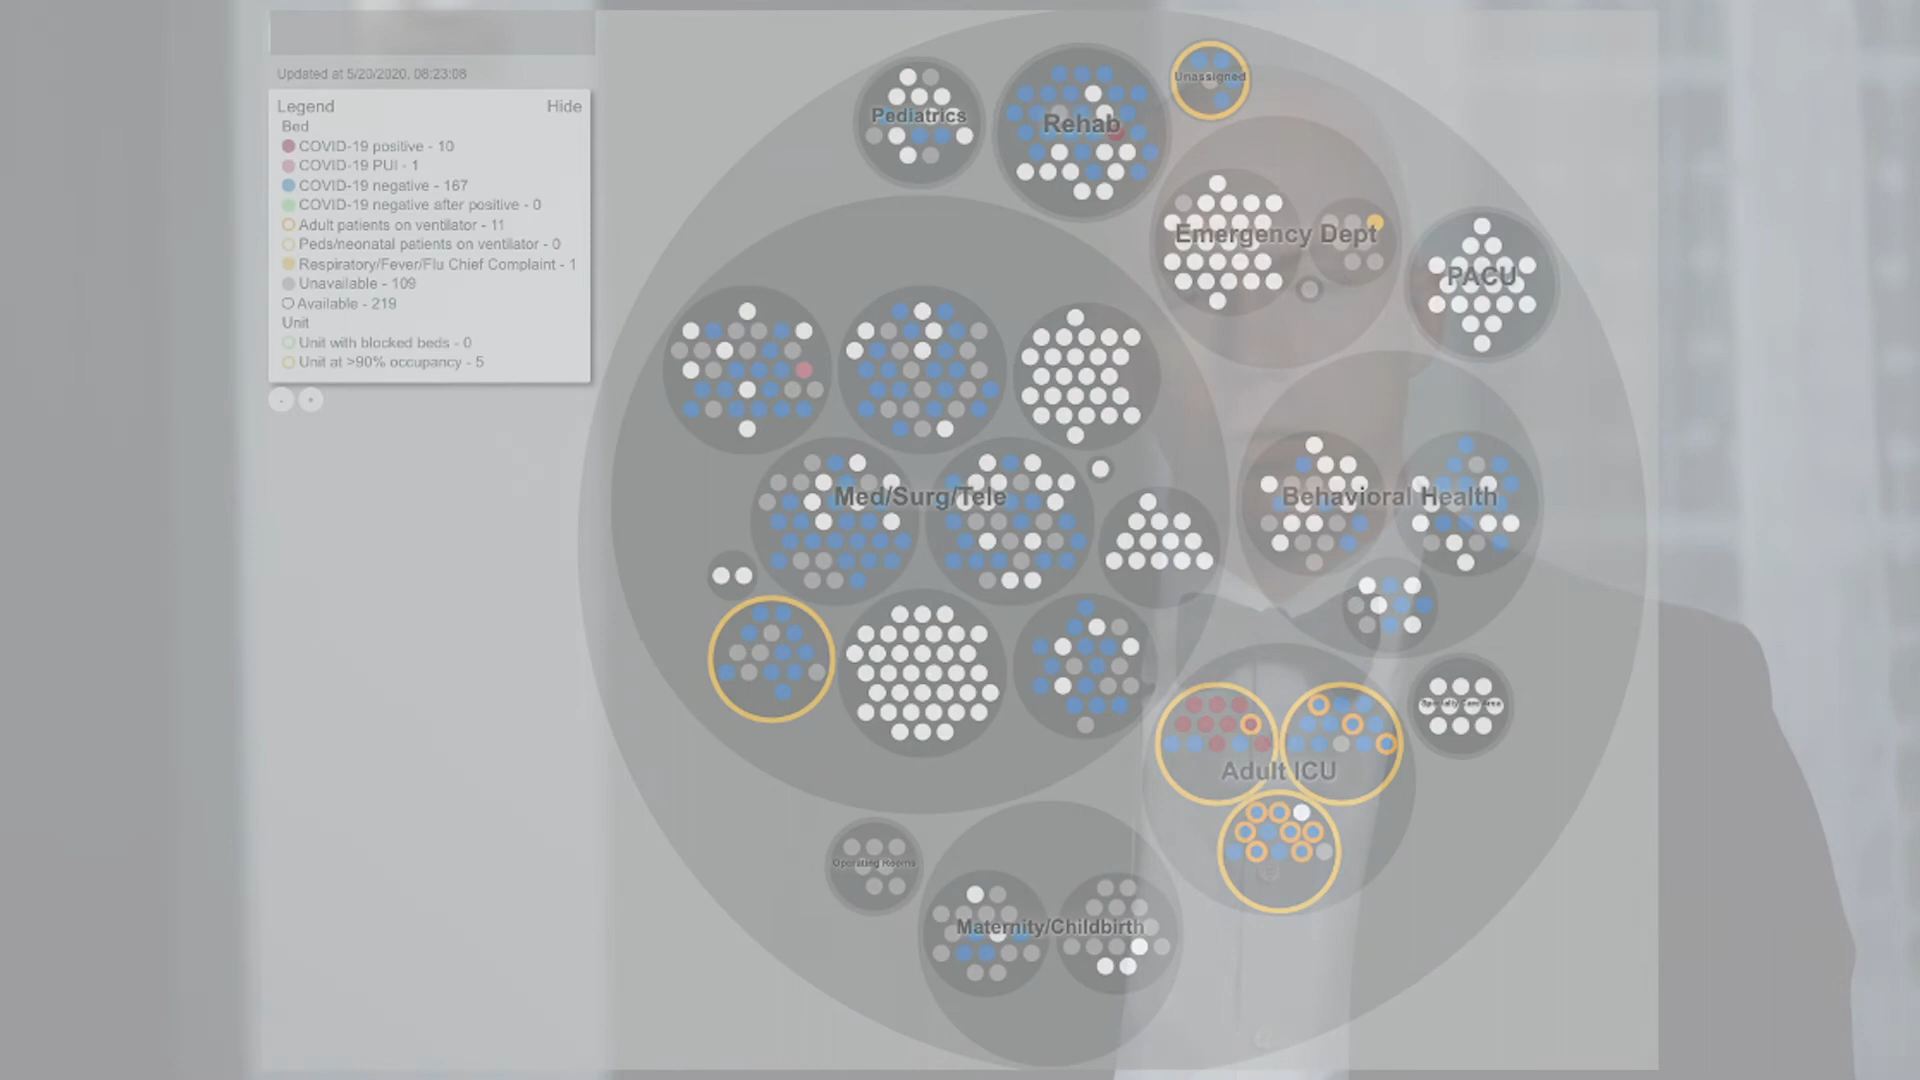 Updated at 5/20/2020, 08:23:08
Legend Hide
Bed
COVID-19 positive - 10
COVID-19 PUI - 1
COVID-19 negative - 167
COVID-19 negative after positive - 0
Adult patients on ventilator - 11
Peds/neonatal patients on ventilator - 0
Respiratory/Fever/Flu Chief Complaint - 1
Unavailable - 109
Available - 219
Unit
Unit with blocked beds - 0
Unit at >90% occupancy - 5
- +
Unassigned
Pediatrics
Rehab
Emergency Dept
PACU
Med/Surg/Tele
Behavioral Health
Specialty Care Area
Adult ICU
Operating Rooms
Maternity/Childbirth